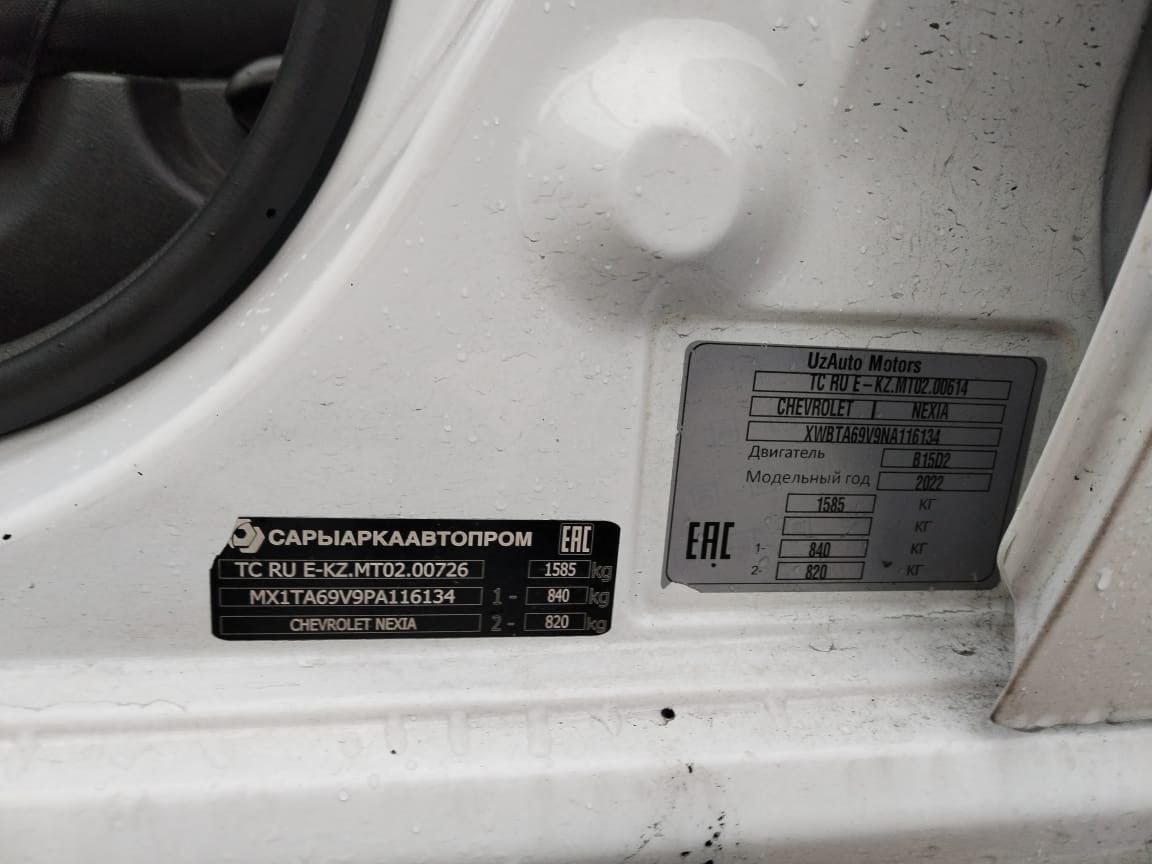 UzAuto Motors
TC RU E-KZ.MT02.00614
CHEVROLET NEXIA
XWBTA69V9NA116134
Двигатель B15D2
Модельный год 2022
1585 КГ
КГ
EAC 1- 840 КГ
2- 820 КГ
САРЫАРКААВТОПРОМ EAC
TC RU E-KZ.MT02.00726 1585 kg
MX1TA69V9PA116134 1 - 840 kg
CHEVROLET NEXIA 2 - 820 kg